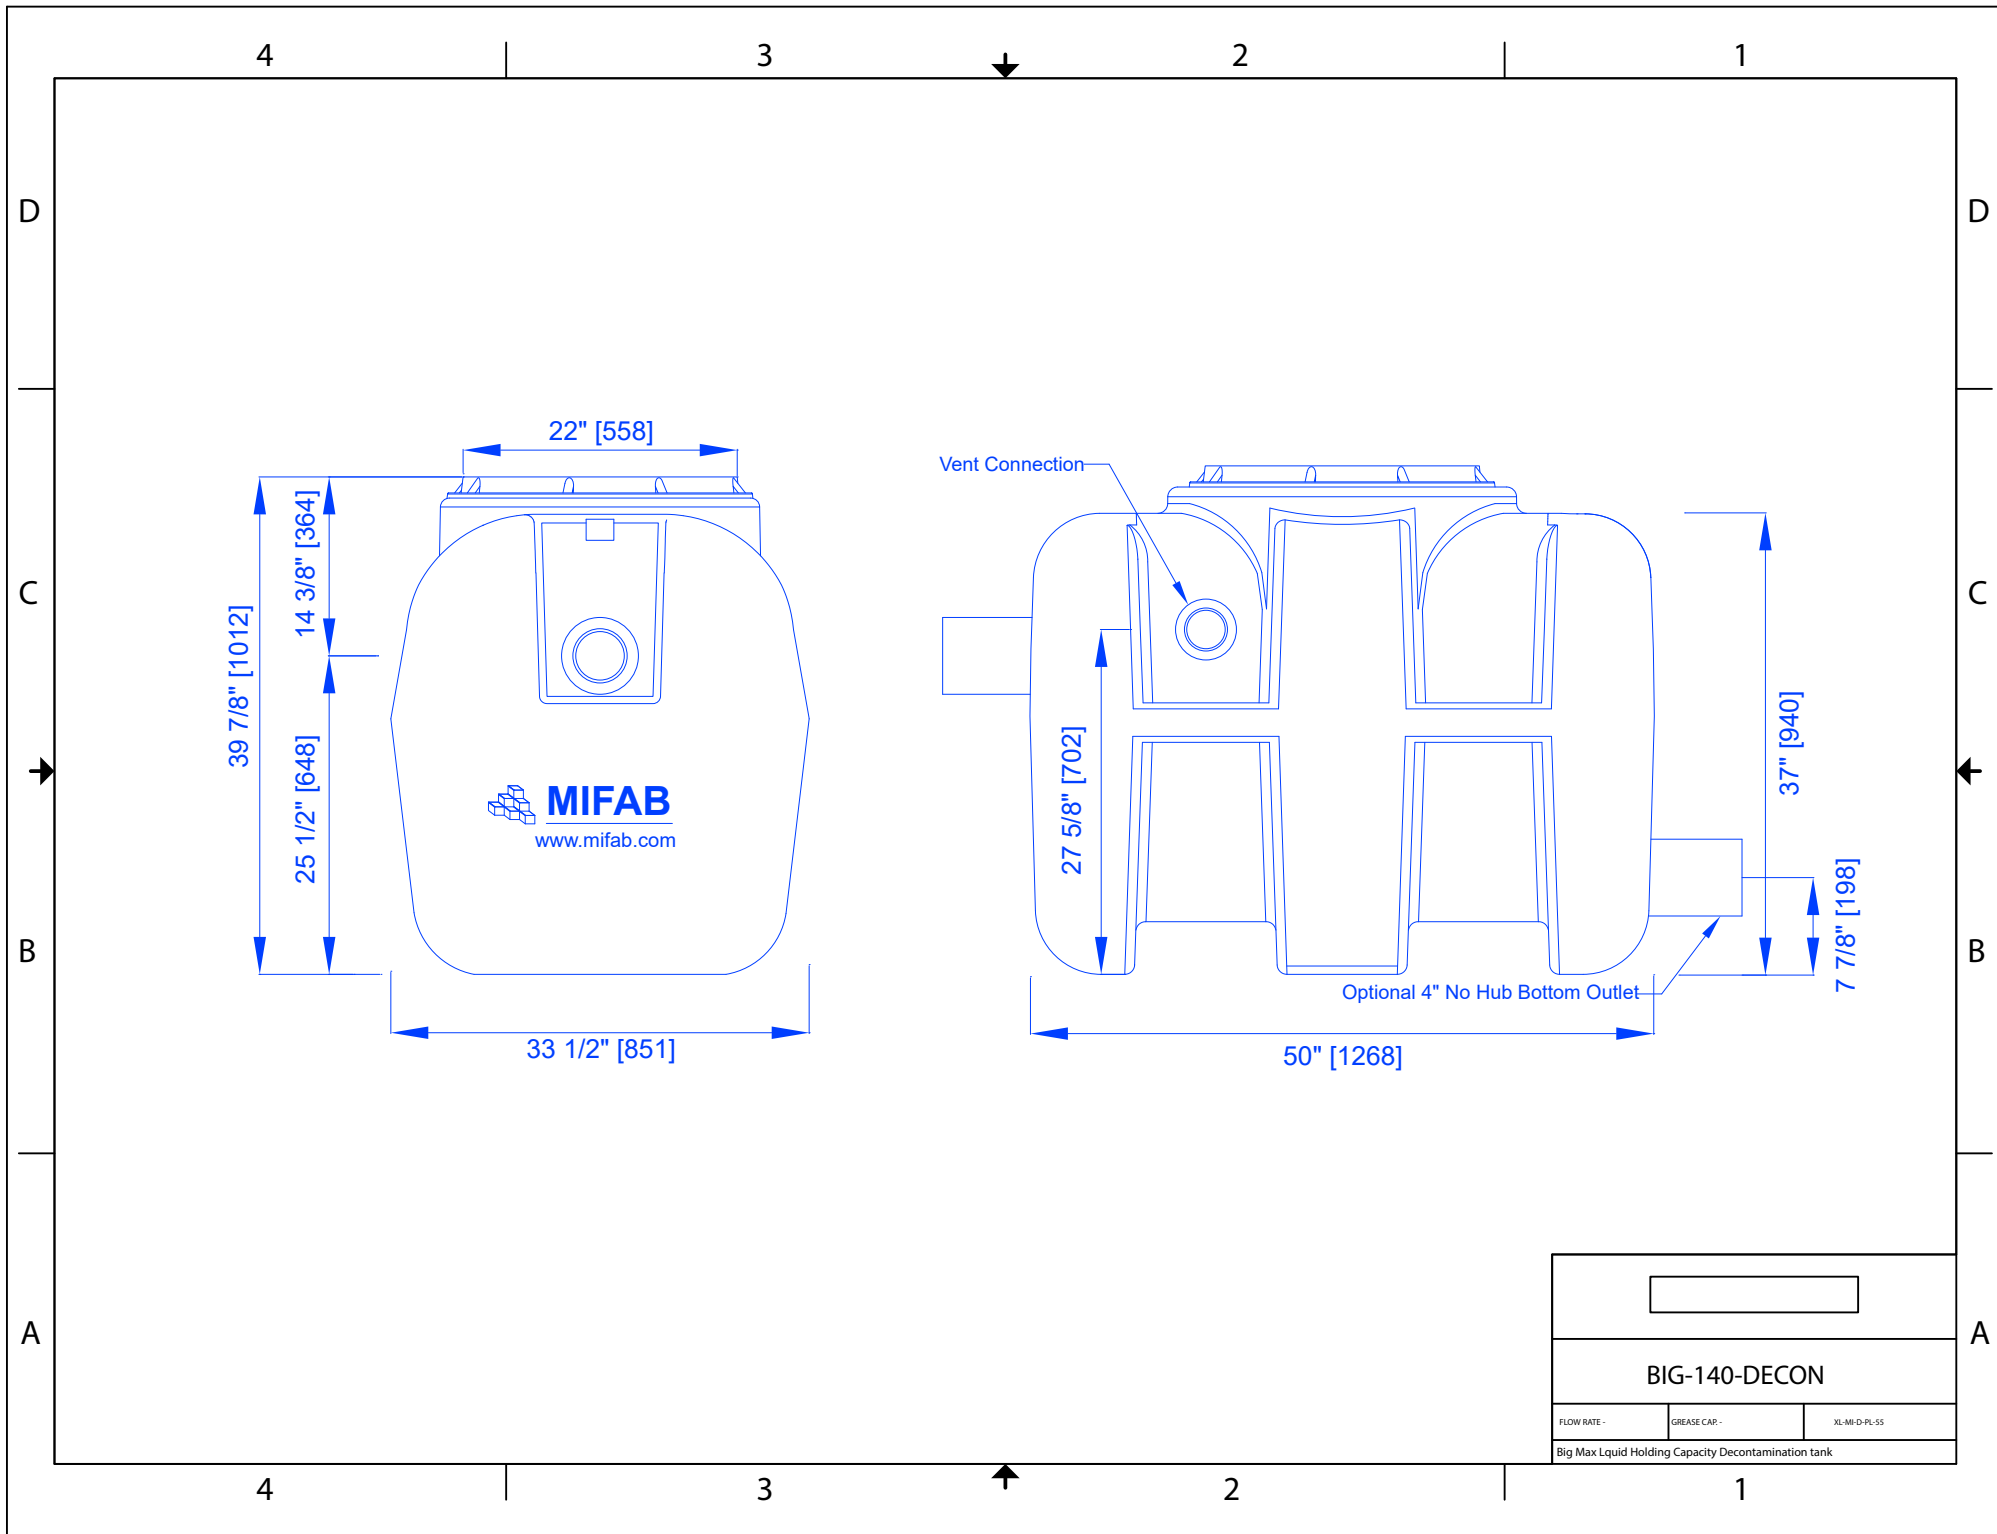 4 3 2 1
D D
22" [558]
Vent Connection
14 3/8" [364]
39 7/8" [1012]
25 1/2" [648]
C C
27 5/8" [702]
37" [940]
7 7/8" [198]
MIFAB
www.mifab.com
B B
Optional 4" No Hub Bottom Outlet
33 1/2" [851]
50" [1268]
A A
BIG-140-DECON
FLOW RATE - GREASE CAP. - XL-MI-D-PL-55
Big Max Lquid Holding Capacity Decontamination tank
4 3 2 1